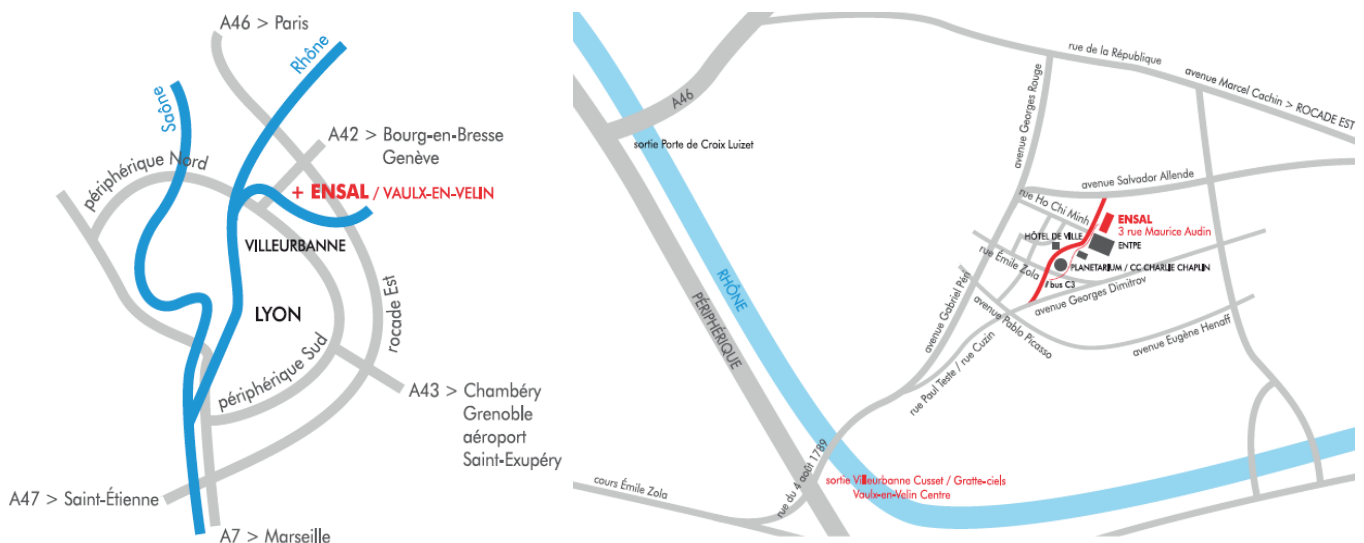 A46 > Paris
Rhône
Saône
A42 > Bourg-en-Bresse
Genève
périphérique Nord
+ ENSAL / VAULX-EN-VELIN
VILLEURBANNE
LYON
rocade Est
périphérique Sud
A43 > Chambéry
Grenoble
aéroport
Saint-Exupéry
A47 > Saint-Étienne
A7 > Marseille
rue de la République
avenue Marcel Cachin > ROCADE EST
A46
sortie Porte de Croix Luizet
avenue Georges Rouge
avenue Salvador Allende
rue Ho Chi Minh
ENSAL
3 rue Maurice Audin
HÔTEL DE VILLE
ENTPE
rue Émile Zola
PLANETARIUM / CC CHARLIE CHAPLIN
/ bus C3
avenue Georges Dimitrov
RHÔNE
PÉRIPHÉRIQUE
avenue Gabriel Péri
avenue Pablo Picasso
avenue Eugène Henaff
rue Paul Teste / rue Cuzin
rue du 4 août 1789
cours Émile Zola
sortie Villeurbanne Cusset / Gratte-ciels
Vaulx-en-Velin Centre